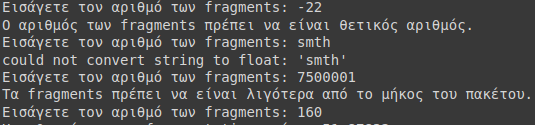 Εισάγετε τον αριθμό των fragments: -22
Ο αριθμός των fragments πρέπει να είναι θετικός αριθμός.
Εισάγετε τον αριθμό των fragments: smth
could not convert string to float: 'smth'
Εισάγετε τον αριθμό των fragments: 7500001
Τα fragments πρέπει να είναι λιγότερα από το μήκος του πακέτου.
Εισάγετε τον αριθμό των fragments: 160